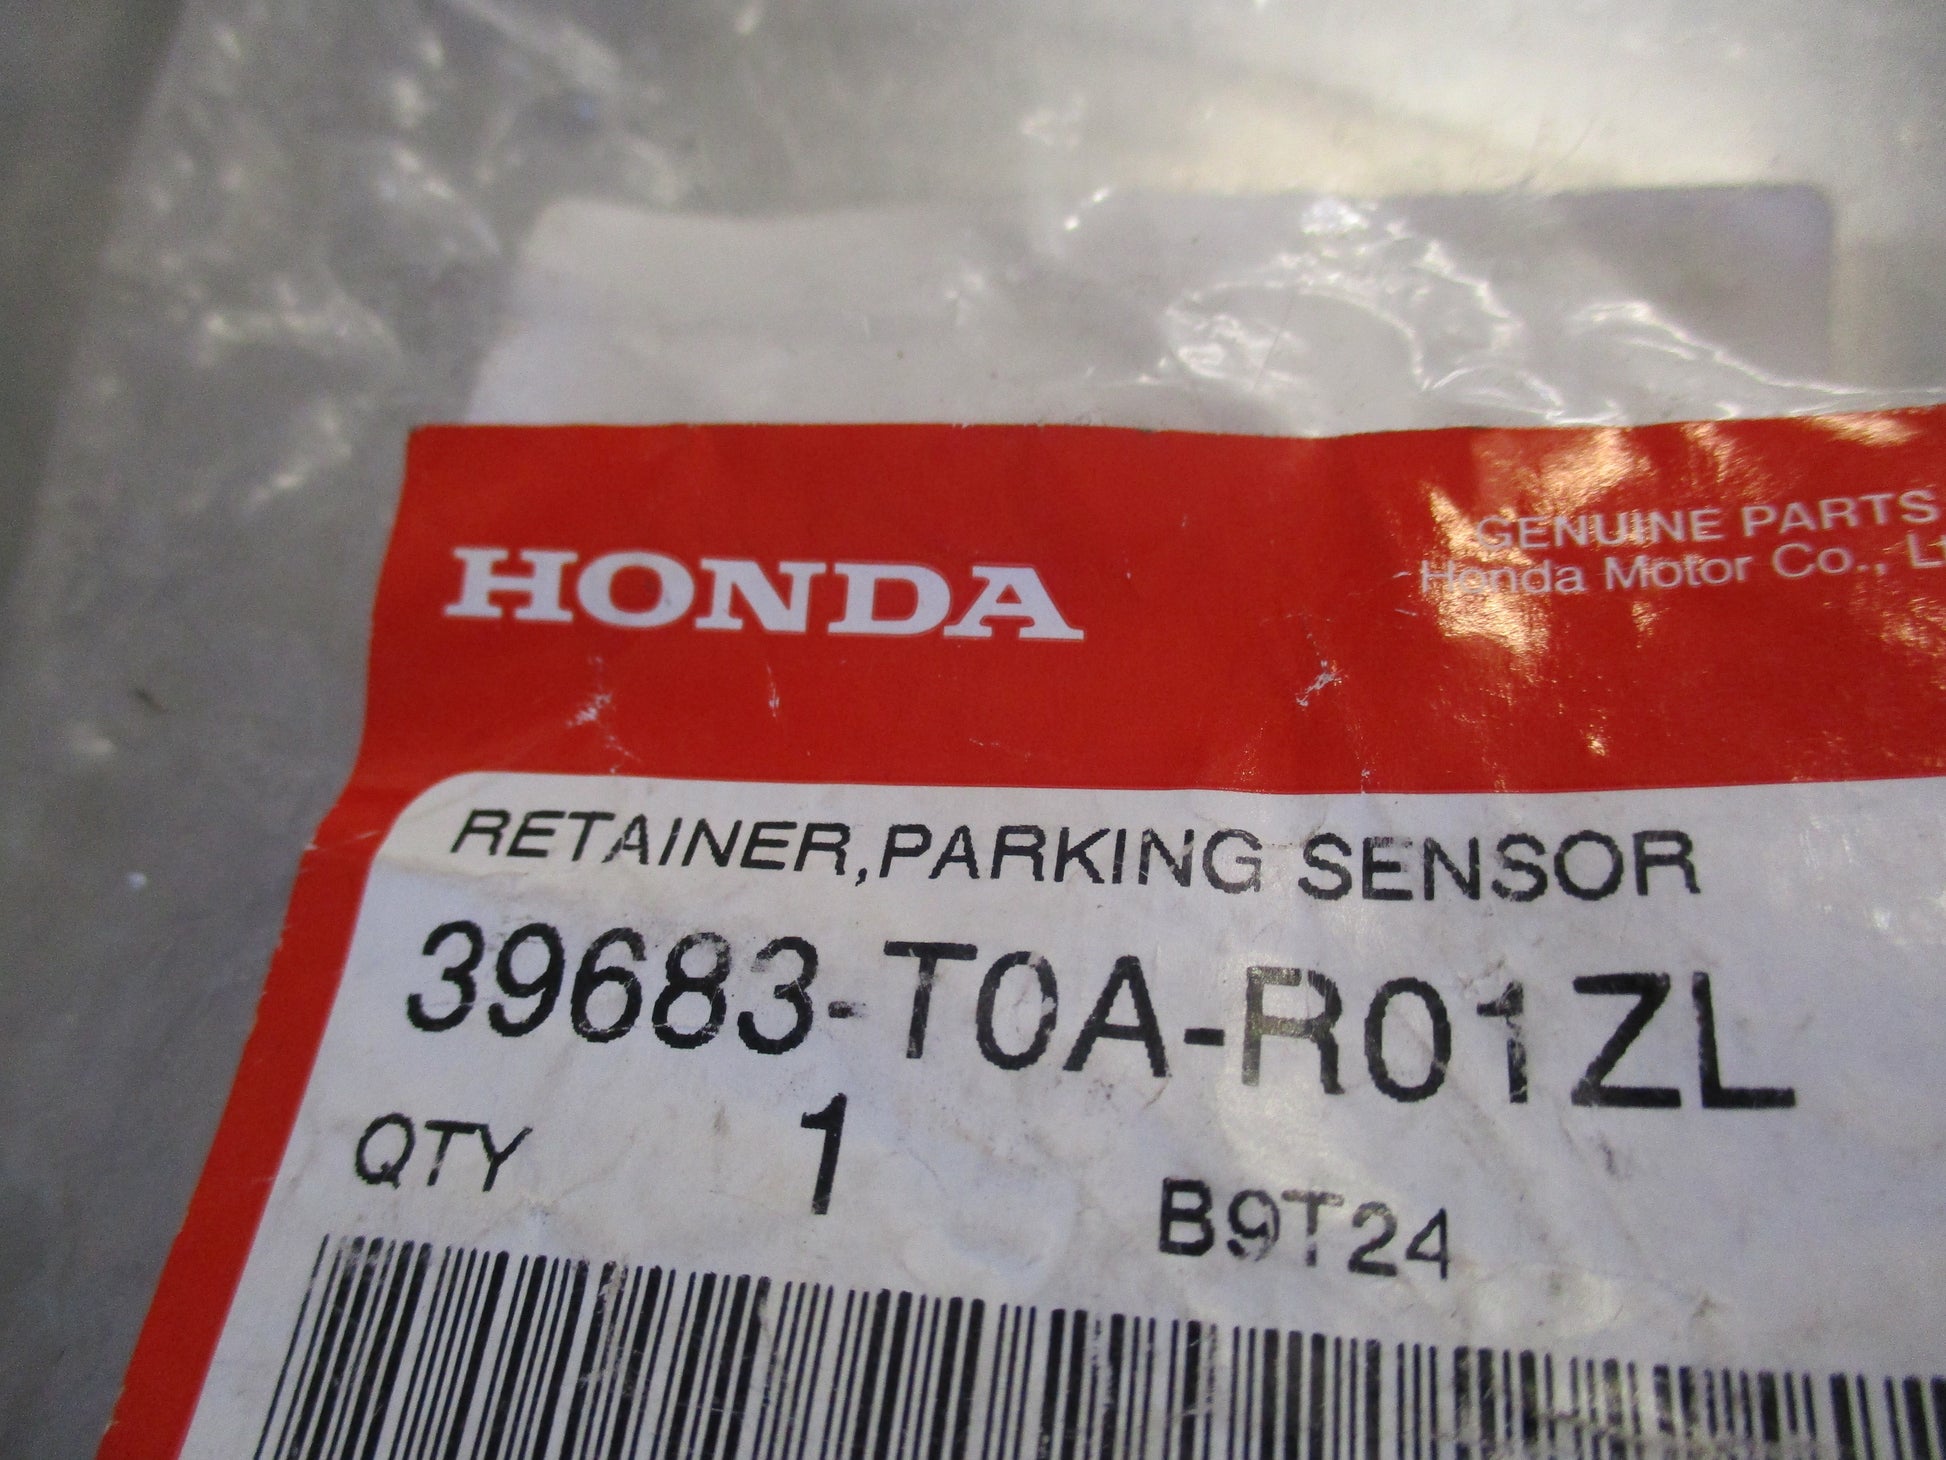 HONDA
GENUINE PARTS
Honda Motor Co.,
RETAINER,PARKING SENSOR
39683-T0A-R01ZL
QTY 1 B9T24